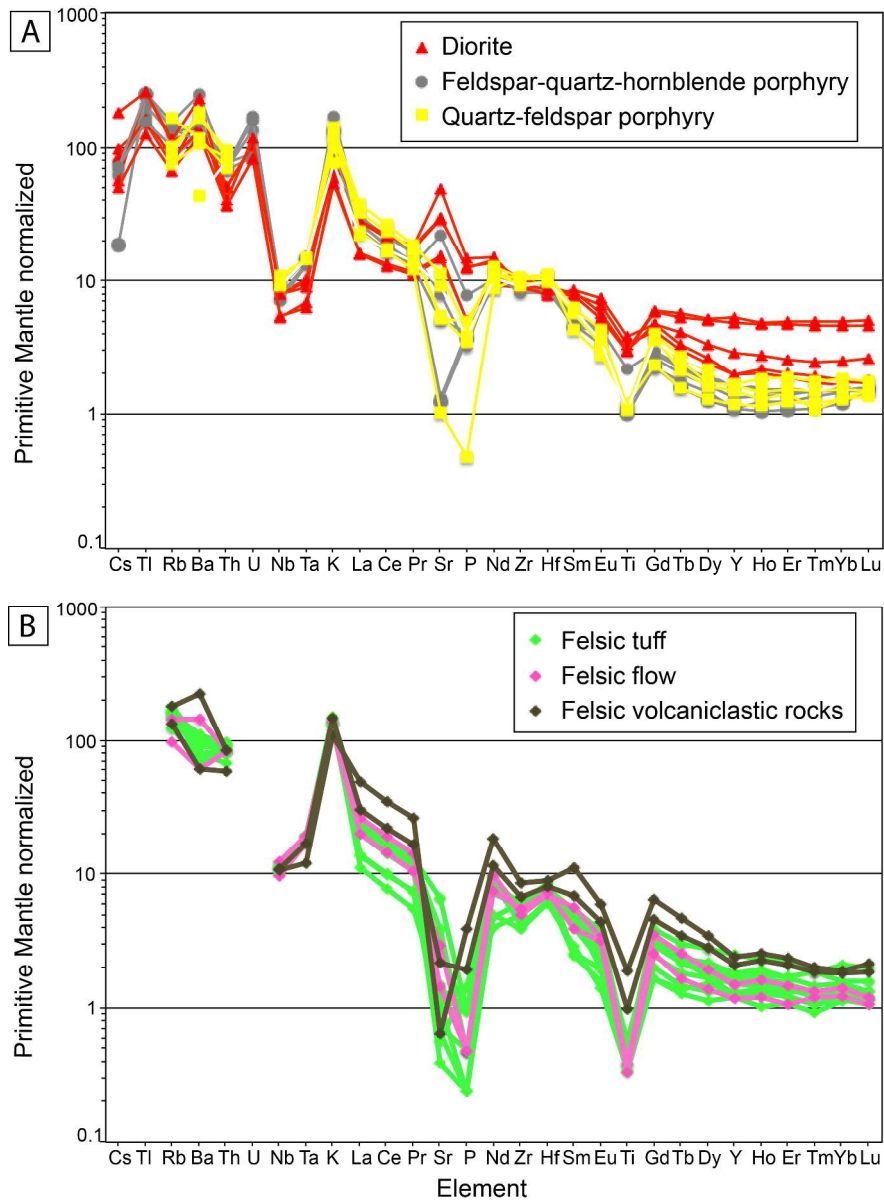 A
1000
100
10
1
0.1
Primitive Mantle normalized
Diorite
Feldspar-quartz-hornblende porphyry
Quartz-feldspar porphyry
Cs Tl Rb Ba Th U Nb Ta K La Ce Pr Sr P Nd Zr Hf Sm Eu Ti Gd Tb Dy Y Ho Er Tm Yb Lu
B
1000
100
10
1
0.1
Primitive Mantle normalized
Felsic tuff
Felsic flow
Felsic volcaniclastic rocks
Cs Tl Rb Ba Th U Nb Ta K La Ce Pr Sr P Nd Zr Hf Sm Eu Ti Gd Tb Dy Y Ho Er Tm Yb Lu
Element